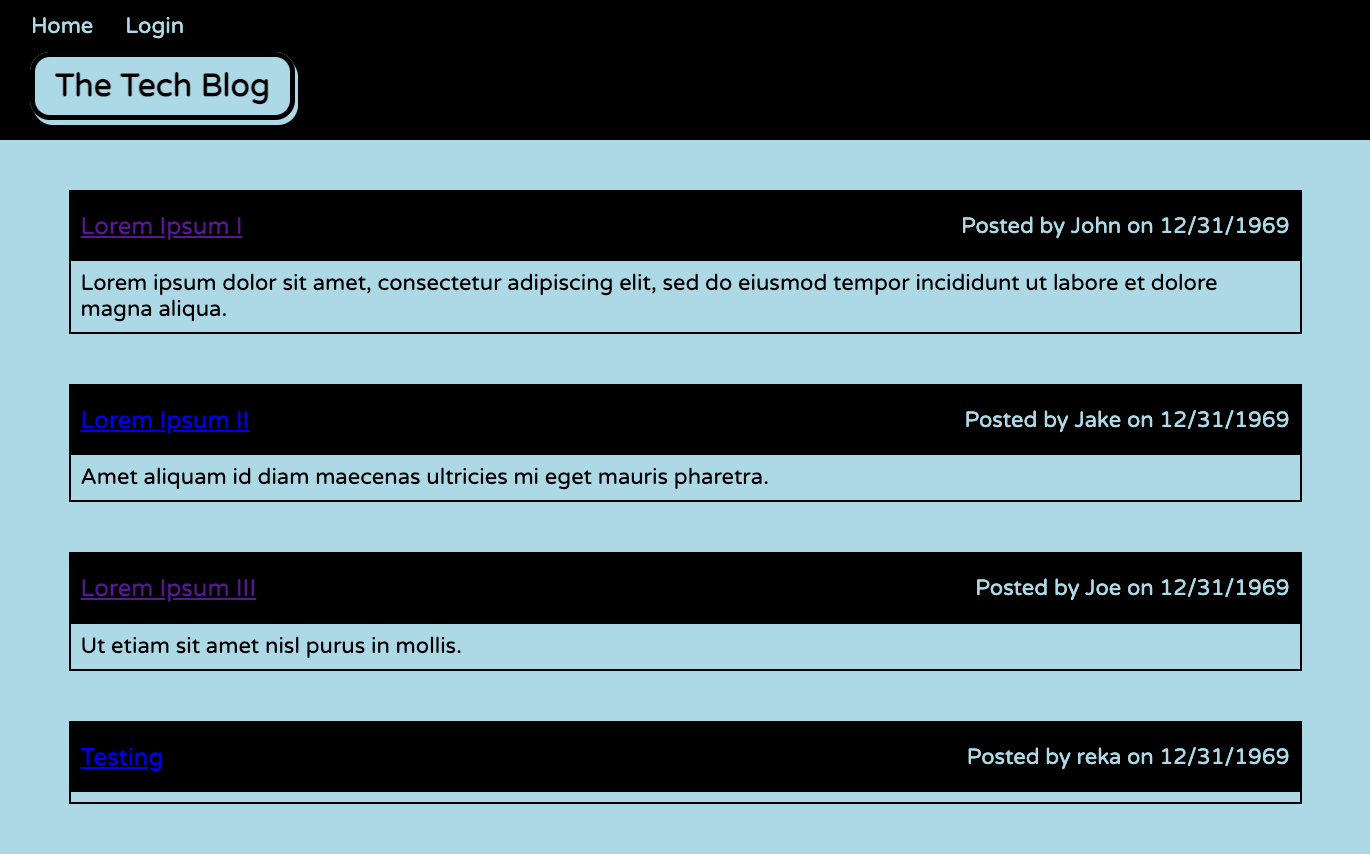 Home Login
The Tech Blog
Lorem Ipsum I Posted by John on 12/31/1969
Lorem ipsum dolor sit amet, consectetur adipiscing elit, sed do eiusmod tempor incididunt ut labore et dolore
magna aliqua.
Lorem Ipsum II Posted by Jake on 12/31/1969
Amet aliquam id diam maecenas ultricies mi eget mauris pharetra.
Lorem Ipsum III Posted by Joe on 12/31/1969
Ut etiam sit amet nisl purus in mollis.
Testing Posted by reka on 12/31/1969